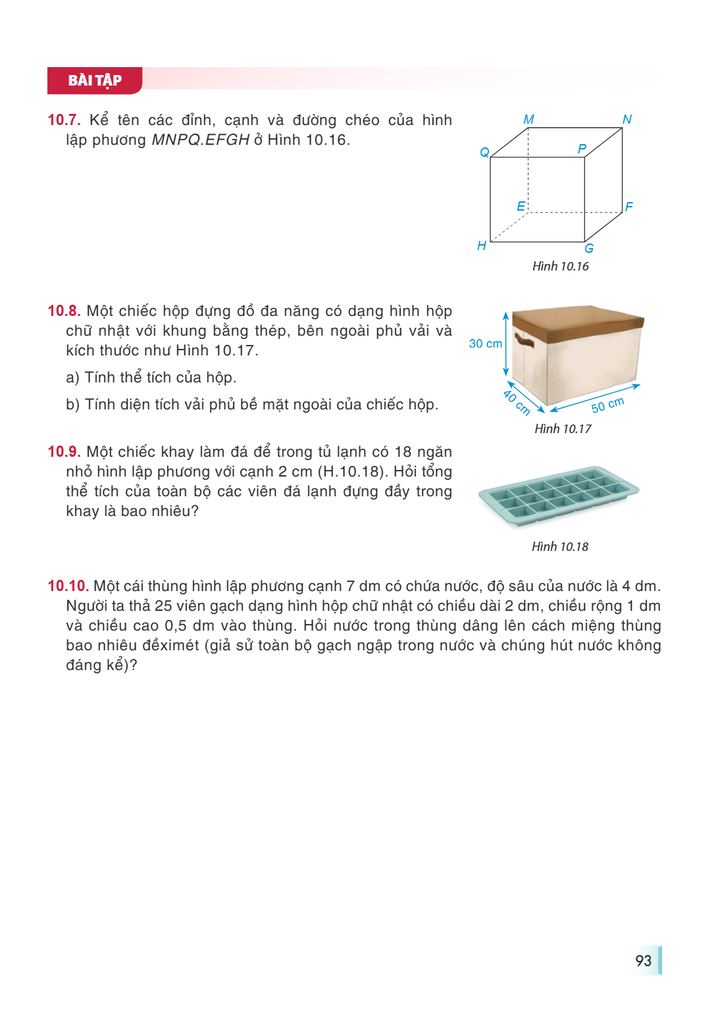 BÀI TẬP
10.7. Kể tên các đỉnh, cạnh và đường chéo của hình
lập phương MNPQ.EFGH ở Hình 10.16.
M
N
Q
P
E
F
H
G
Hình 10.16
10.8. Một chiếc hộp đựng đồ đa năng có dạng hình hộp
chữ nhật với khung bằng thép, bên ngoài phủ vải và
kích thước như Hình 10.17.
a) Tính thể tích của hộp.
b) Tính diện tích vải phủ bề mặt ngoài của chiếc hộp.
30 cm
40 cm
50 cm
Hình 10.17
10.9. Một chiếc khay làm đá để trong tủ lạnh có 18 ngăn
nhỏ hình lập phương với cạnh 2 cm (H.10.18). Hỏi tổng
thể tích của toàn bộ các viên đá lạnh đựng đầy trong
khay là bao nhiêu?
Hình 10.18
10.10. Một cái thùng hình lập phương cạnh 7 dm có chứa nước, độ sâu của nước là 4 dm.
Người ta thả 25 viên gạch dạng hình hộp chữ nhật có chiều dài 2 dm, chiều rộng 1 dm
và chiều cao 0,5 dm vào thùng. Hỏi nước trong thùng dâng lên cách miệng thùng
bao nhiêu đềximét (giả sử toàn bộ gạch ngập trong nước và chúng hút nước không
đáng kể)?
93